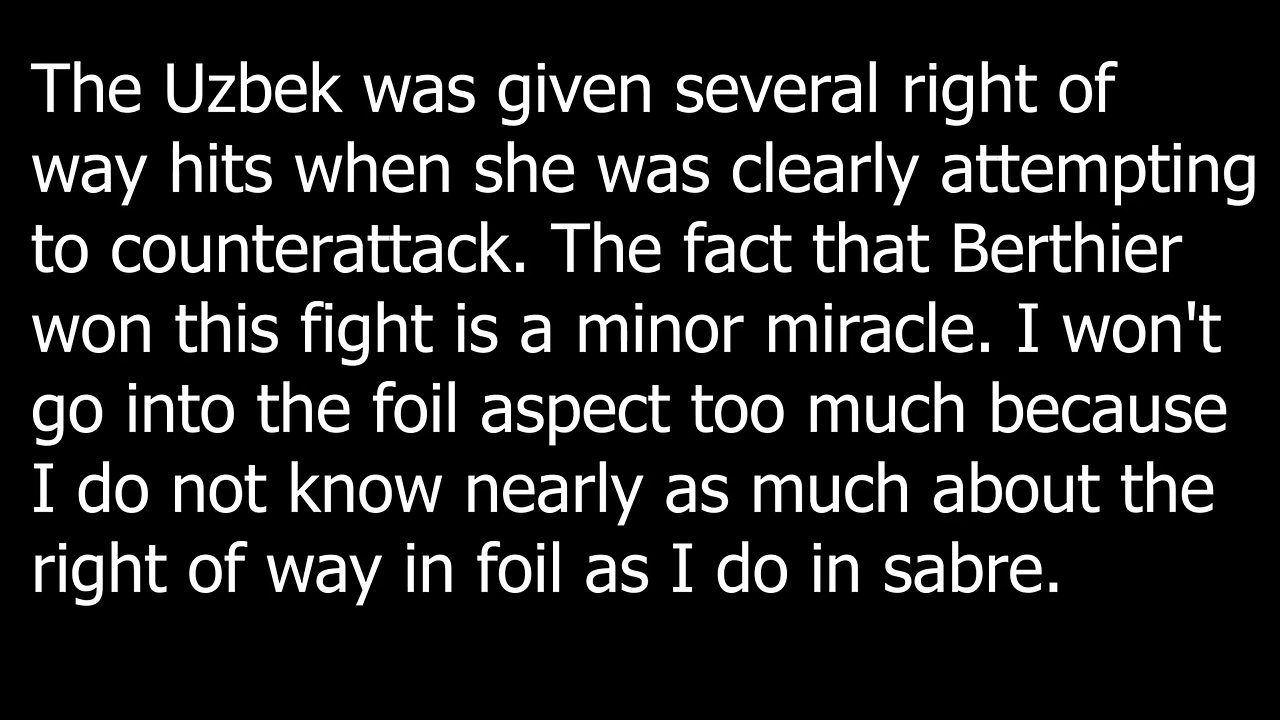 The Uzbek was given several right of
way hits when she was clearly attempting
to counterattack. The fact that Berthier
won this fight is a minor miracle. I won't
go into the foil aspect too much because
I do not know nearly as much about the
right of way in foil as I do in sabre.